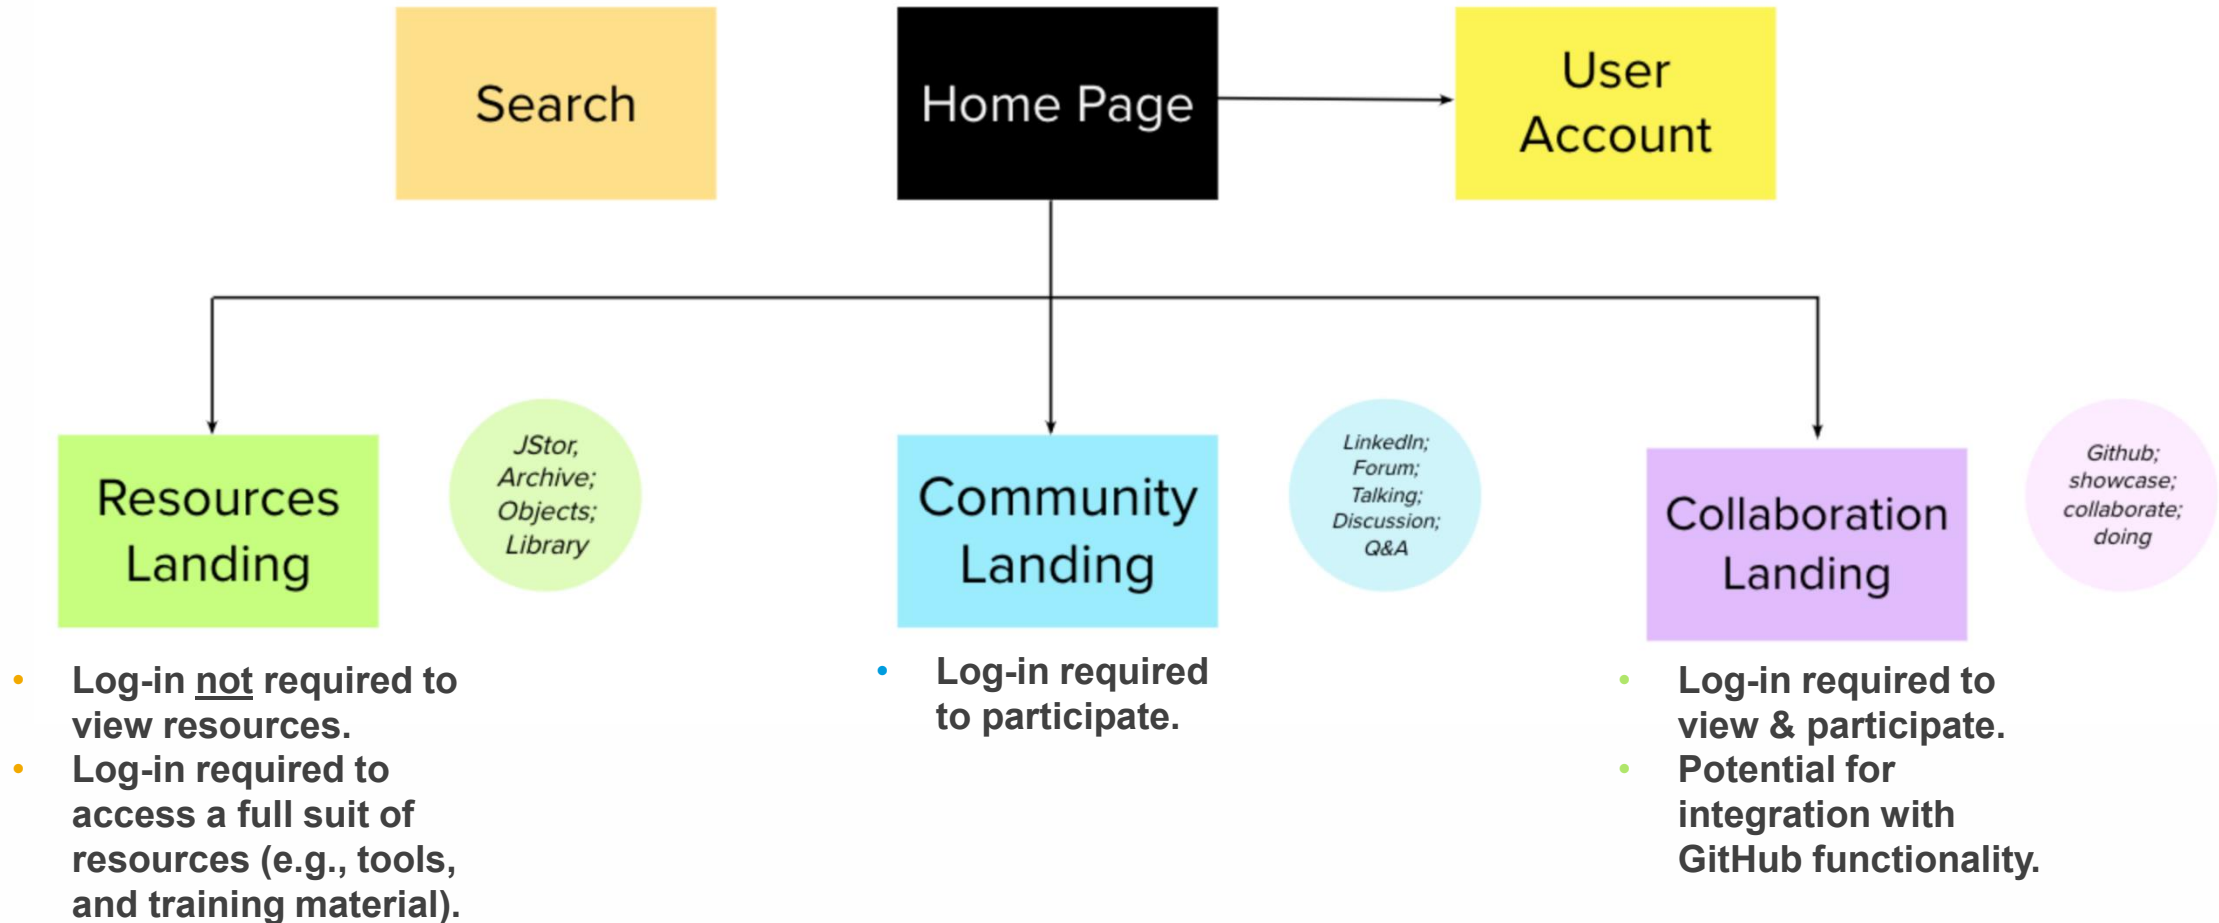 Search
Home Page
User
Account
Resources
Landing
JStor,
Archive;
Objects;
Library
Community
Landing
LinkedIn;
Forum;
Talking;
Discussion;
Q&A
Collaboration
Landing
Github;
showcase;
collaborate;
doing
• Log-in not required to
view resources.
• Log-in required to
access a full suit of
resources (e.g., tools,
and training material).
• Log-in required
to participate.
• Log-in required to
view & participate.
• Potential for
integration with
GitHub functionality.